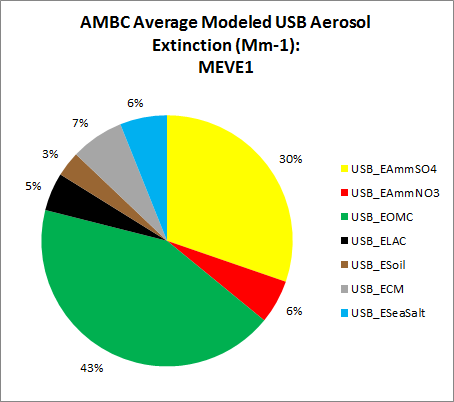 AMBC Average Modeled USB Aerosol
Extinction (Mm-1):
MEVE1
6%
7%
3%
5%
30%
6%
43%
USB_EAmmSO4
USB_EAmmNO3
USB_EOMC
USB_ELAC
USB_ESoil
USB_ECM
USB_ESeaSalt